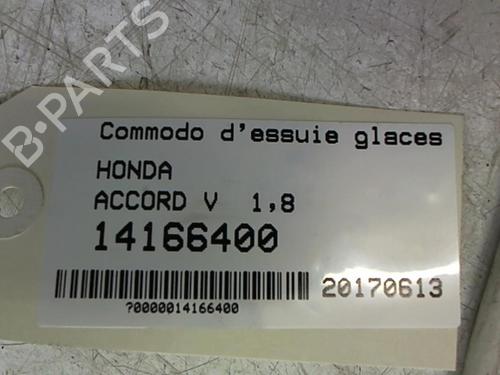 B-PARTS
Commodo d'essuie glaces
HONDA
ACCORD V 1,8
14166400
20170613
?0000014166400